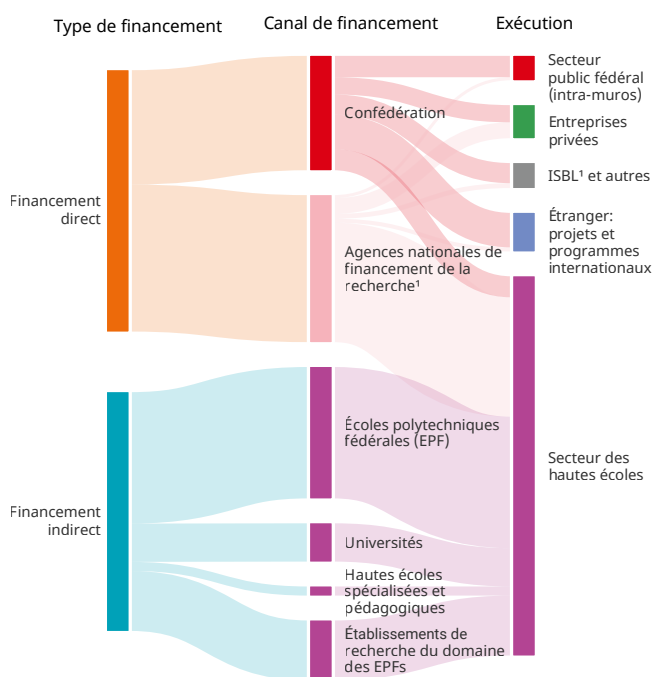 Type de financement
Canal de financement
Exécution
Financement
direct
Financement
indirect
Confédération
Agences nationales de
financement de la
recherche¹
Écoles polytechniques
fédérales (EPF)
Universités
Hautes écoles
spécialisées et
pédagogiques
Établissements de
recherche du domaine
des EPFs
Secteur
public fédéral
(intra-muros)
Entreprises
privées
ISBL¹ et autres
Étranger:
projets et
programmes
internationaux
Secteur des
hautes écoles